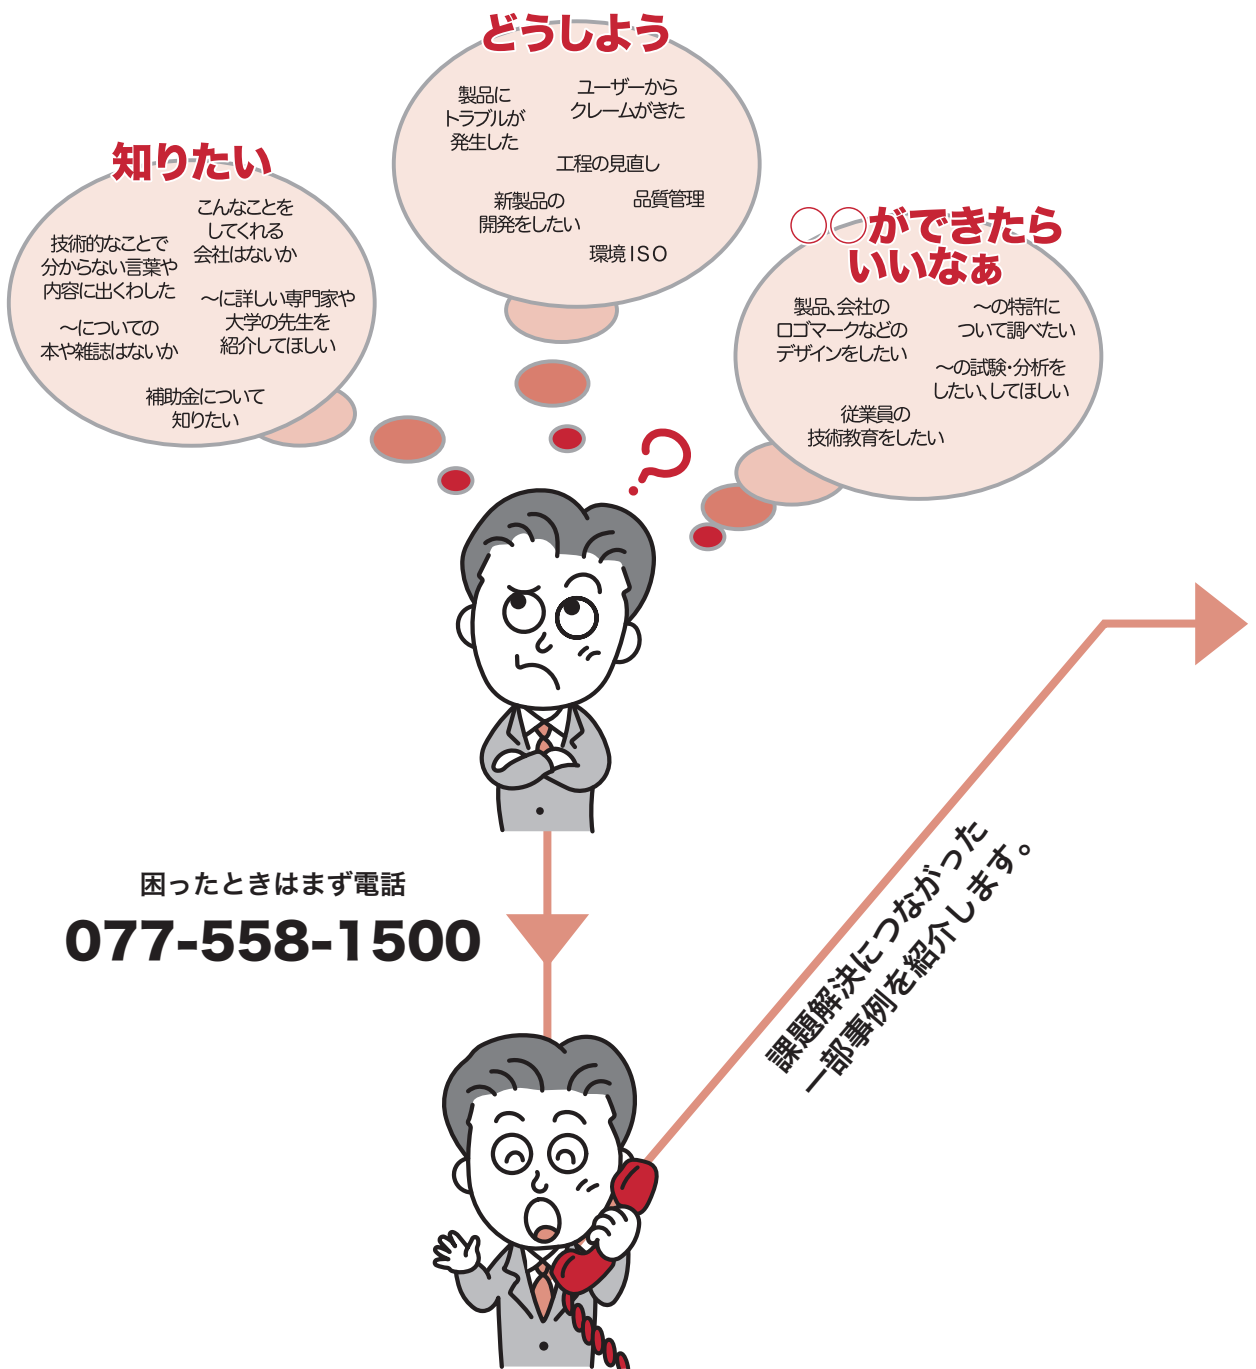 どうしよう
製品に
トラブルが
発生した
ユーザーから
クレームがきた
工程の見直し
新製品の
開発をしたい
品質管理
環境ISO
知りたい
こんなことを
してくれる
会社はないか
技術的なことで
分からない言葉や
内容に出くわした
〜に詳しい専門家や
大学の先生を
紹介してほしい
〜についての
本や雑誌はないか
補助金について
知りたい
○○ができたら
いいなぁ
製品、会社の
ロゴマークなどの
デザインをしたい
〜の特許に
ついて調べたい
〜の試験・分析を
したい、してほしい
従業員の
技術教育をしたい
?
困ったときはまず電話
077-558-1500
課題解決につながった
一部事例を紹介します。